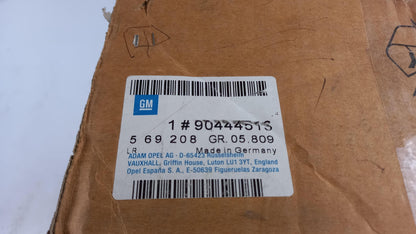 GM
1 # 90444513
5 69 208 GR. 05.809
LR Made in Germany
ADAM OPEL AG · D-65423 Rüsselsheim
VAUXHALL, Griffin House, Luton LU1 3YT, England
Opel España S. A., E-50639 Figueruelas Zaragoza